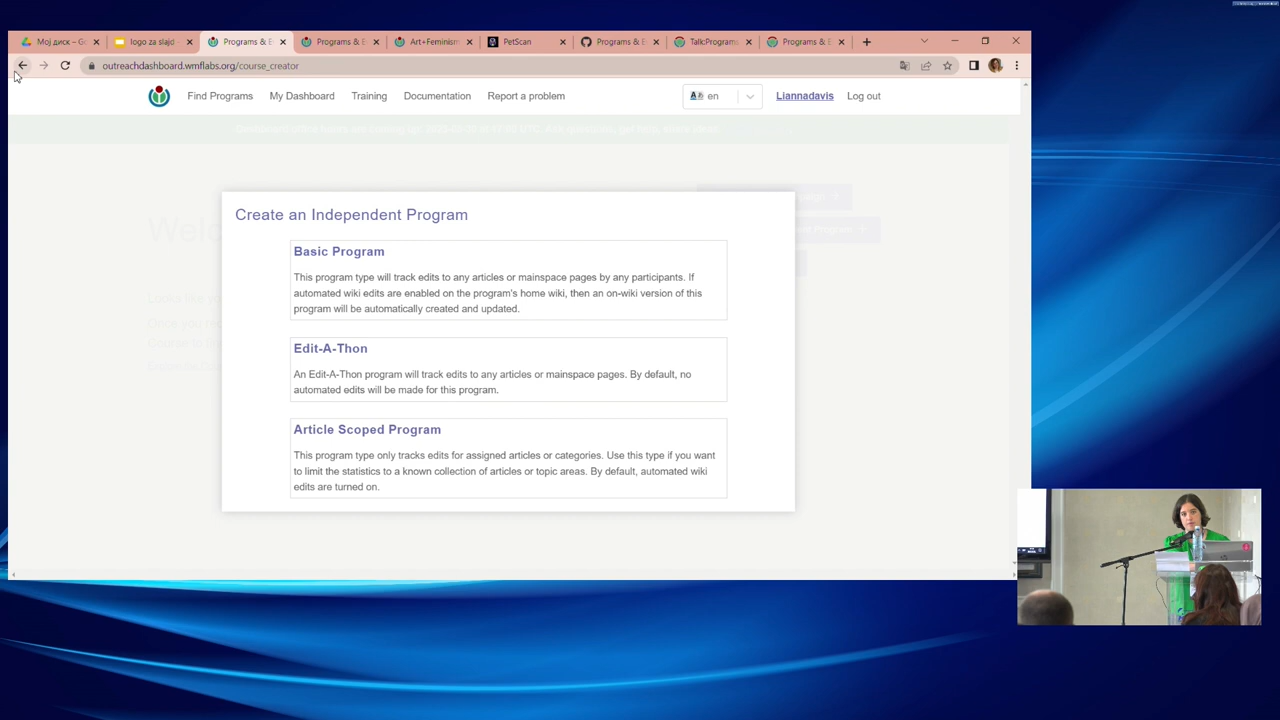 Мој диск – Go
logo za slajd
Programs & E
Programs & E
Art+Feminism
PetScan
Programs & E
Talk:Programs
Programs & E
outreachdashboard.wmflabs.org/course_creator
Find Programs
My Dashboard
Training
Documentation
Report a problem
en
Liannadavis
Log out
Create an Independent Program
Basic Program
This program type will track edits to any articles or mainspace pages by any participants. If
automated wiki edits are enabled on the program's home wiki, then an on-wiki version of this
program will be automatically created and updated.
Edit-A-Thon
An Edit-A-Thon program will track edits to any articles or mainspace pages. By default, no
automated edits will be made for this program.
Article Scoped Program
This program type only tracks edits for assigned articles or categories. Use this type if you want
to limit the statistics to a known collection of articles or topic areas. By default, automated wiki
edits are turned on.